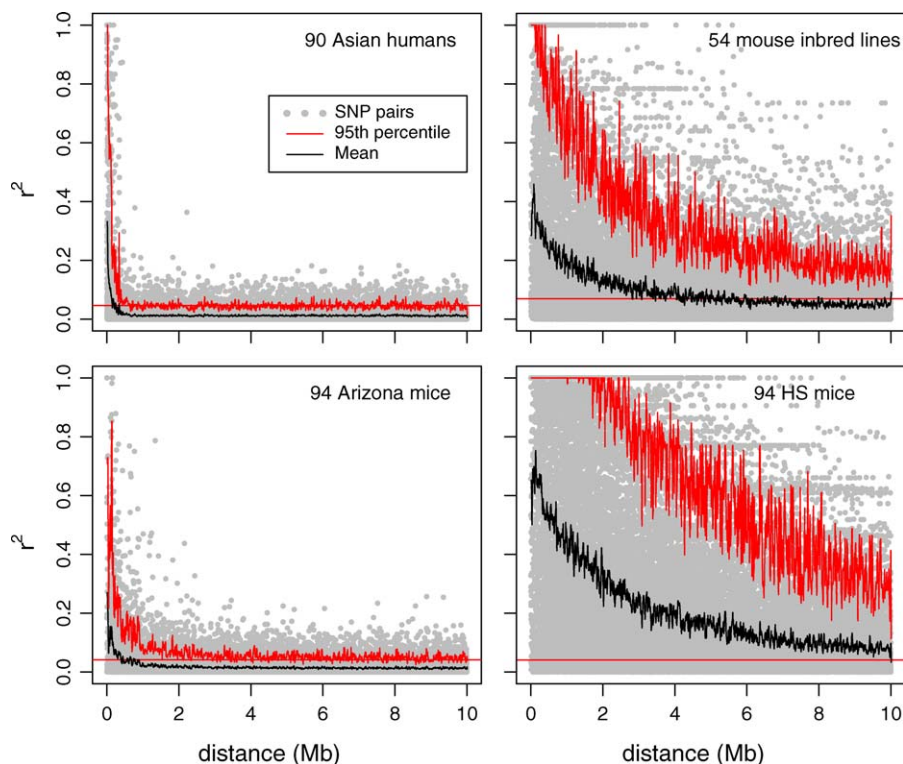 90 Asian humans
54 mouse inbred lines
SNP pairs
95th percentile
Mean
r²
1.0
0.8
0.6
0.4
0.2
0.0
94 Arizona mice
94 HS mice
r²
1.0
0.8
0.6
0.4
0.2
0.0
0 2 4 6 8 10
0 2 4 6 8 10
distance (Mb)
distance (Mb)